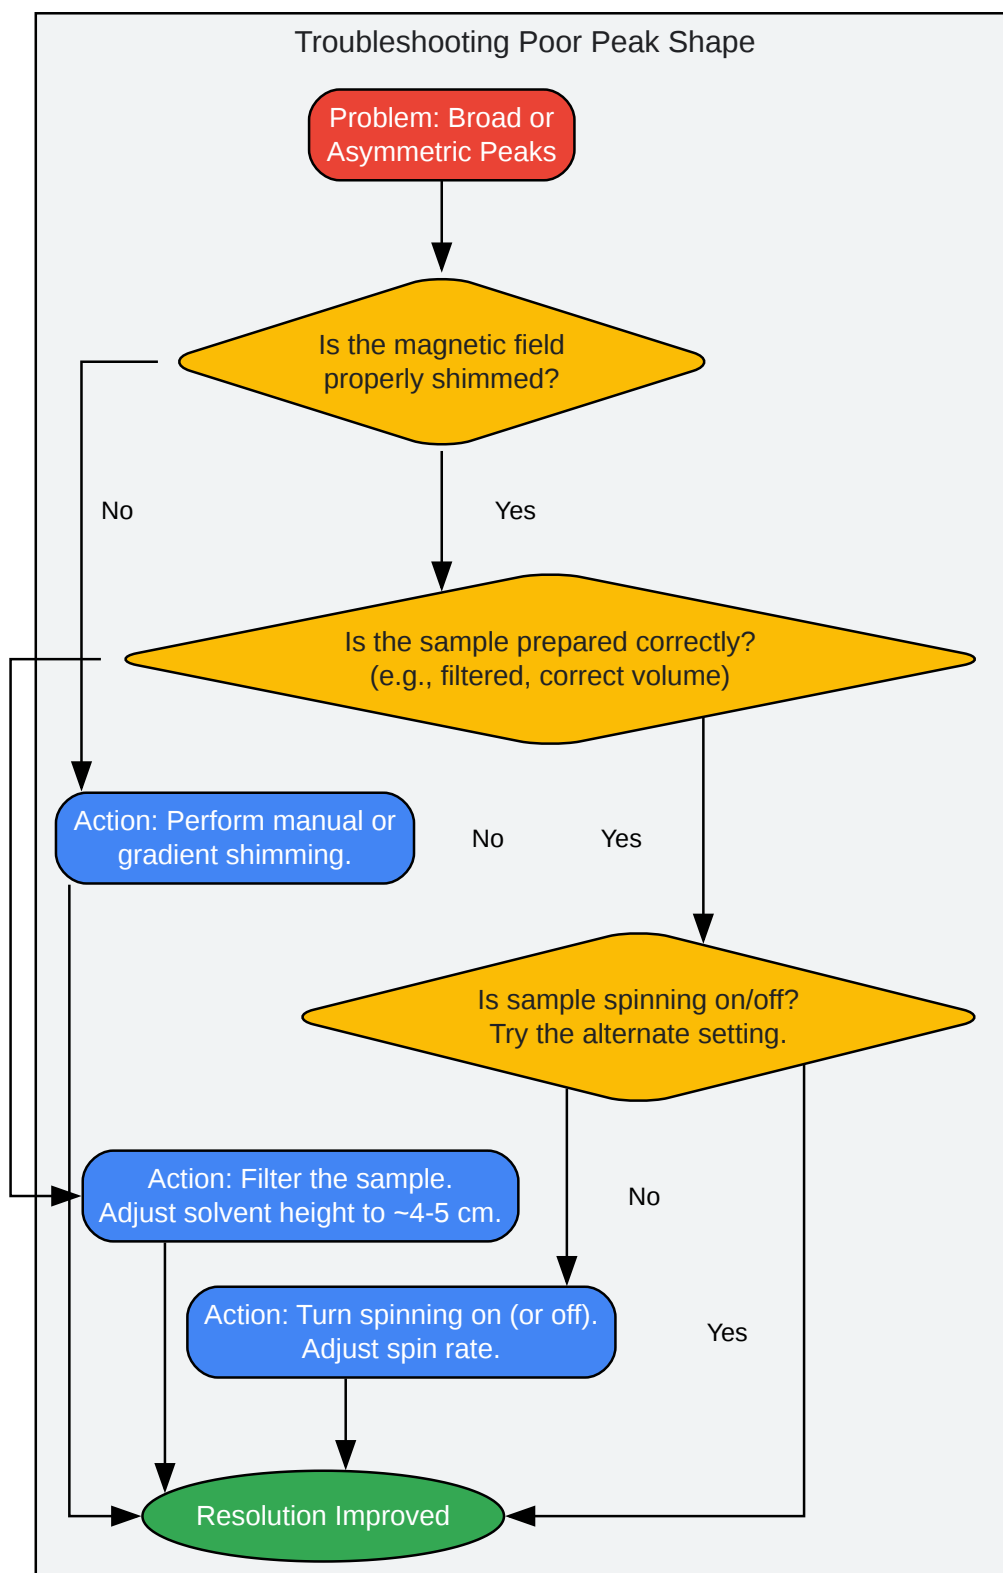 Troubleshooting Poor Peak Shape
Problem: Broad or
Asymmetric Peaks
Is the magnetic field
properly shimmed?
No
Yes
Is the sample prepared correctly?
(e.g., filtered, correct volume)
Action: Perform manual or
gradient shimming.
No
Yes
Is sample spinning on/off?
Try the alternate setting.
Action: Filter the sample.
Adjust solvent height to ~4-5 cm.
No
Action: Turn spinning on (or off).
Adjust spin rate.
Yes
Resolution Improved